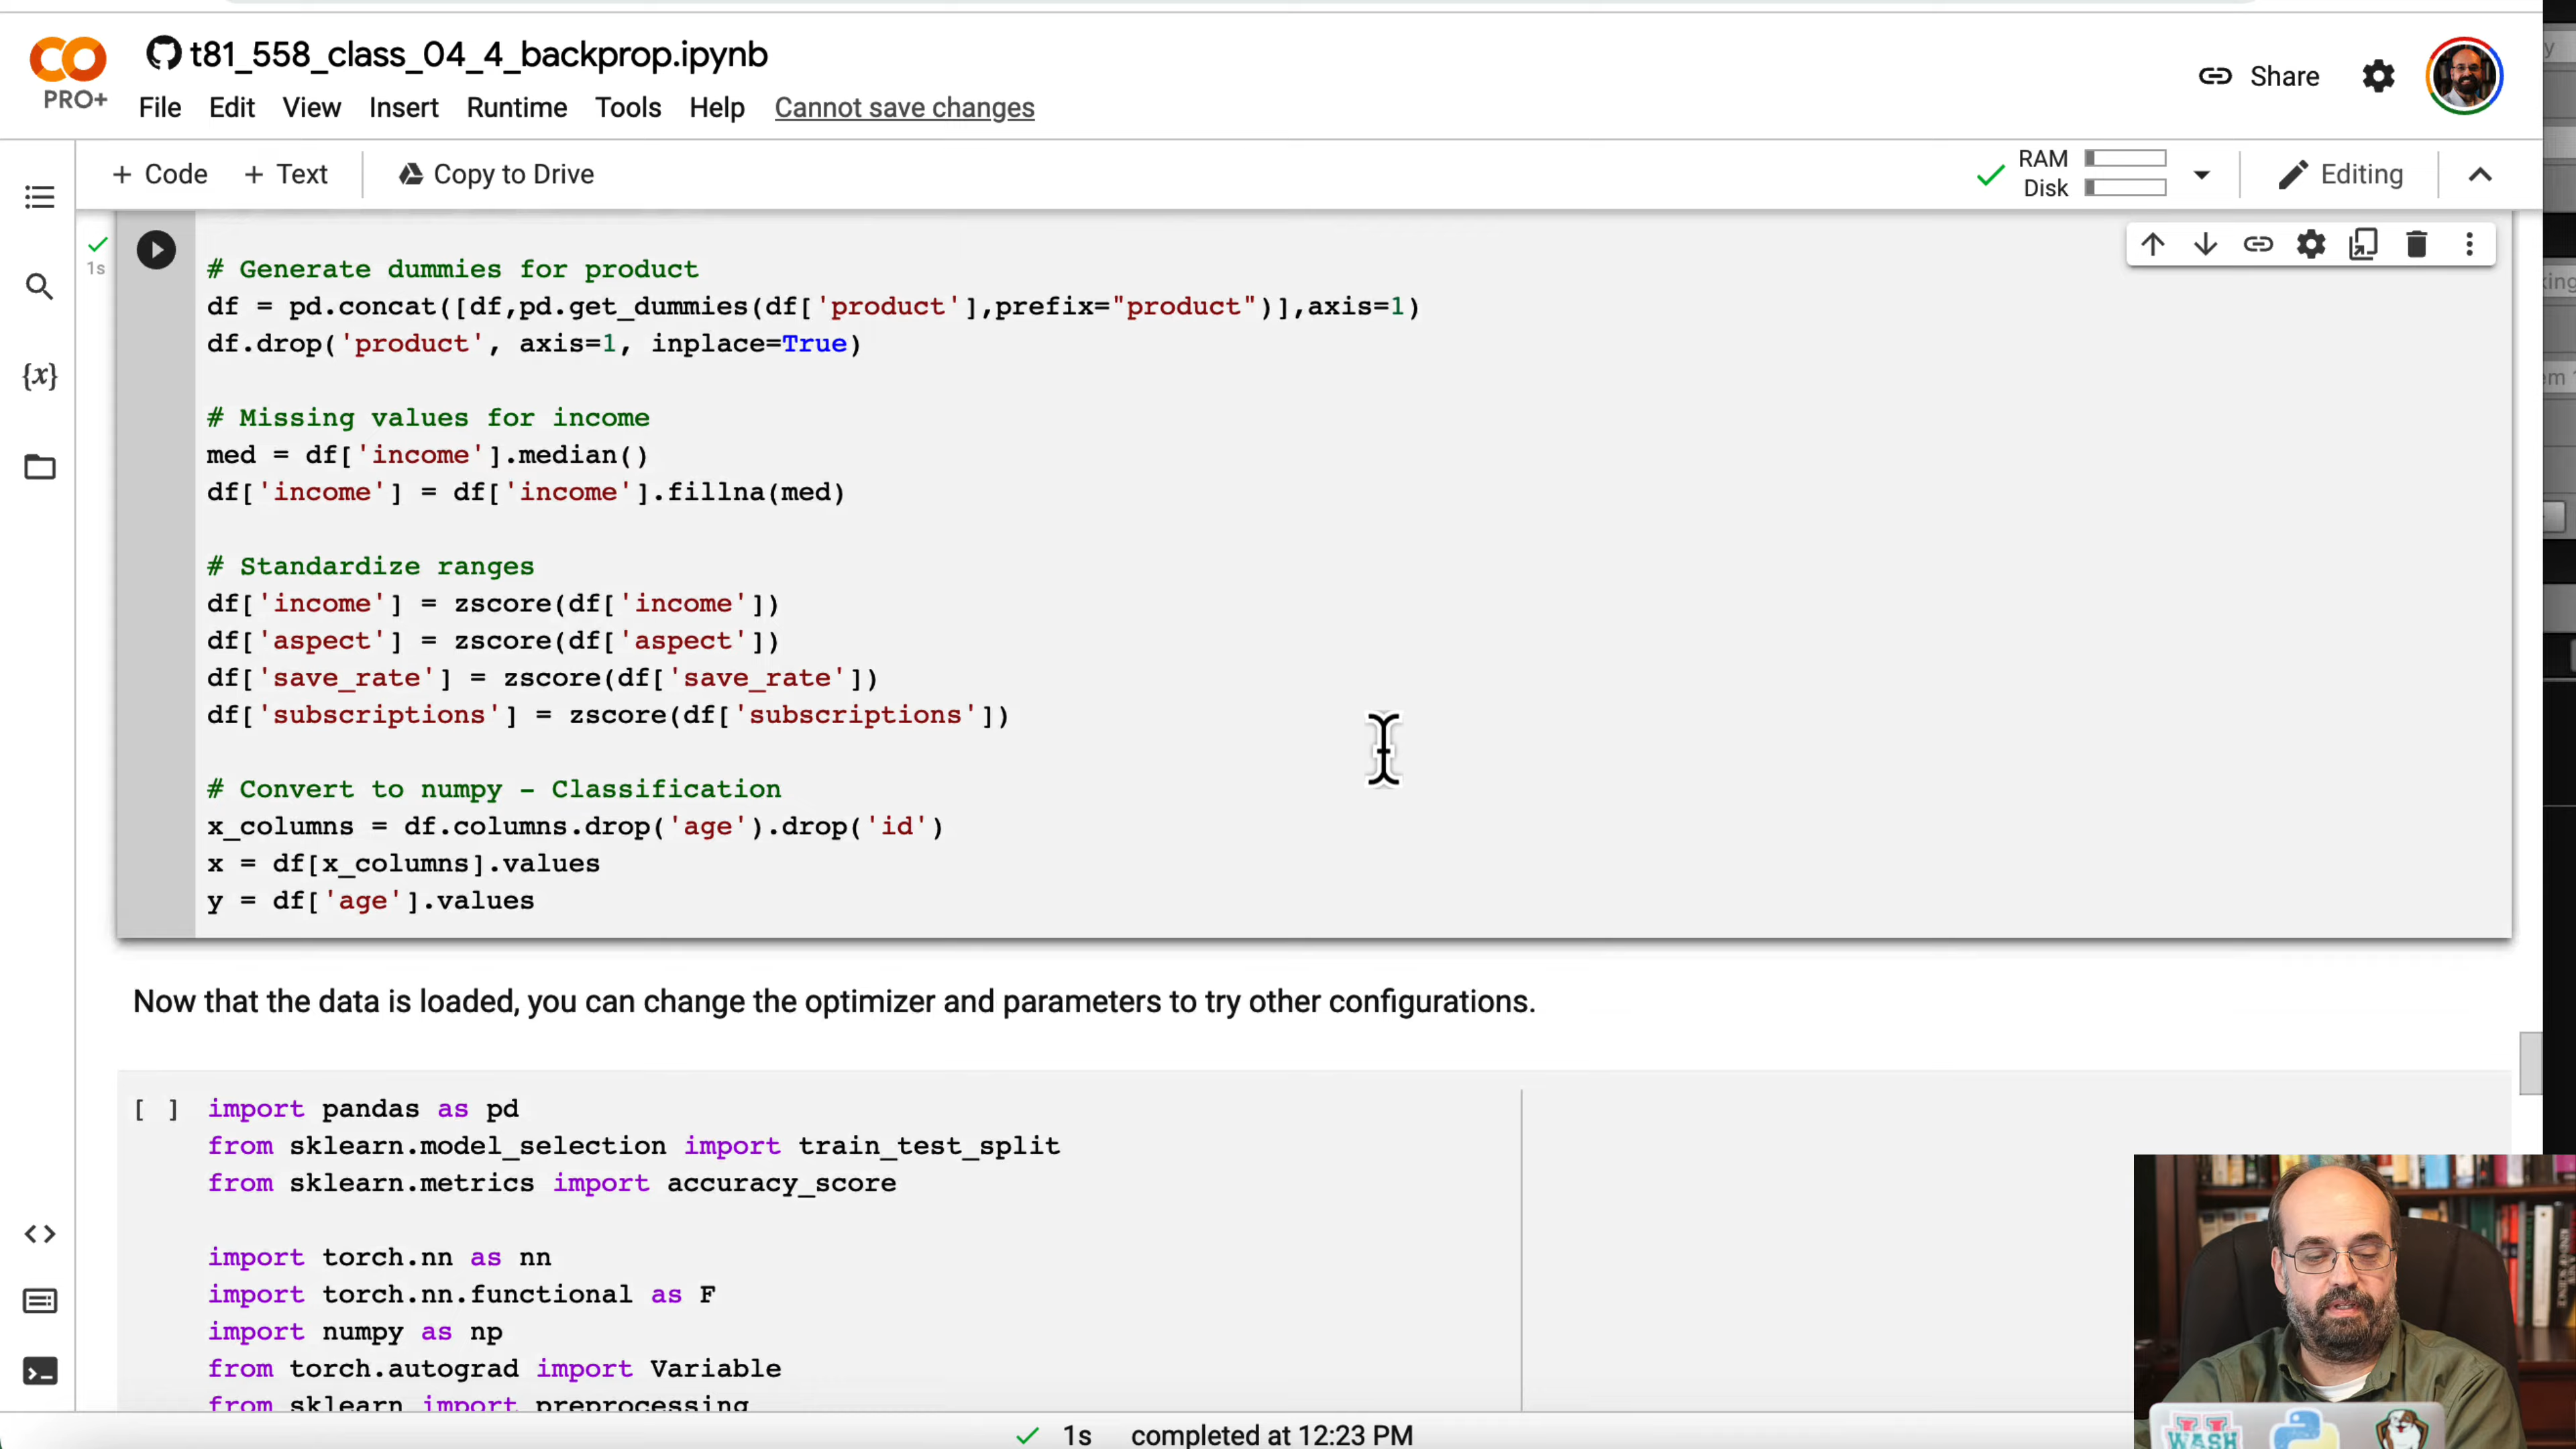 t81_558_class_04_4_backprop.ipynb
PRO+
File Edit View Insert Runtime Tools Help Cannot save changes
Share
+ Code + Text Copy to Drive
RAM
Disk
Editing
1s
# Generate dummies for product
df = pd.concat([df,pd.get_dummies(df['product'],prefix="product")],axis=1)
df.drop('product', axis=1, inplace=True)
# Missing values for income
med = df['income'].median()
df['income'] = df['income'].fillna(med)
# Standardize ranges
df['income'] = zscore(df['income'])
df['aspect'] = zscore(df['aspect'])
df['save_rate'] = zscore(df['save_rate'])
df['subscriptions'] = zscore(df['subscriptions'])
# Convert to numpy - Classification
x_columns = df.columns.drop('age').drop('id')
x = df[x_columns].values
y = df['age'].values
Now that the data is loaded, you can change the optimizer and parameters to try other configurations.
[ ] import pandas as pd
from sklearn.model_selection import train_test_split
from sklearn.metrics import accuracy_score
import torch.nn as nn
import torch.nn.functional as F
import numpy as np
from torch.autograd import Variable
from sklearn import preprocessing
1s completed at 12:23 PM
WASH
{x}